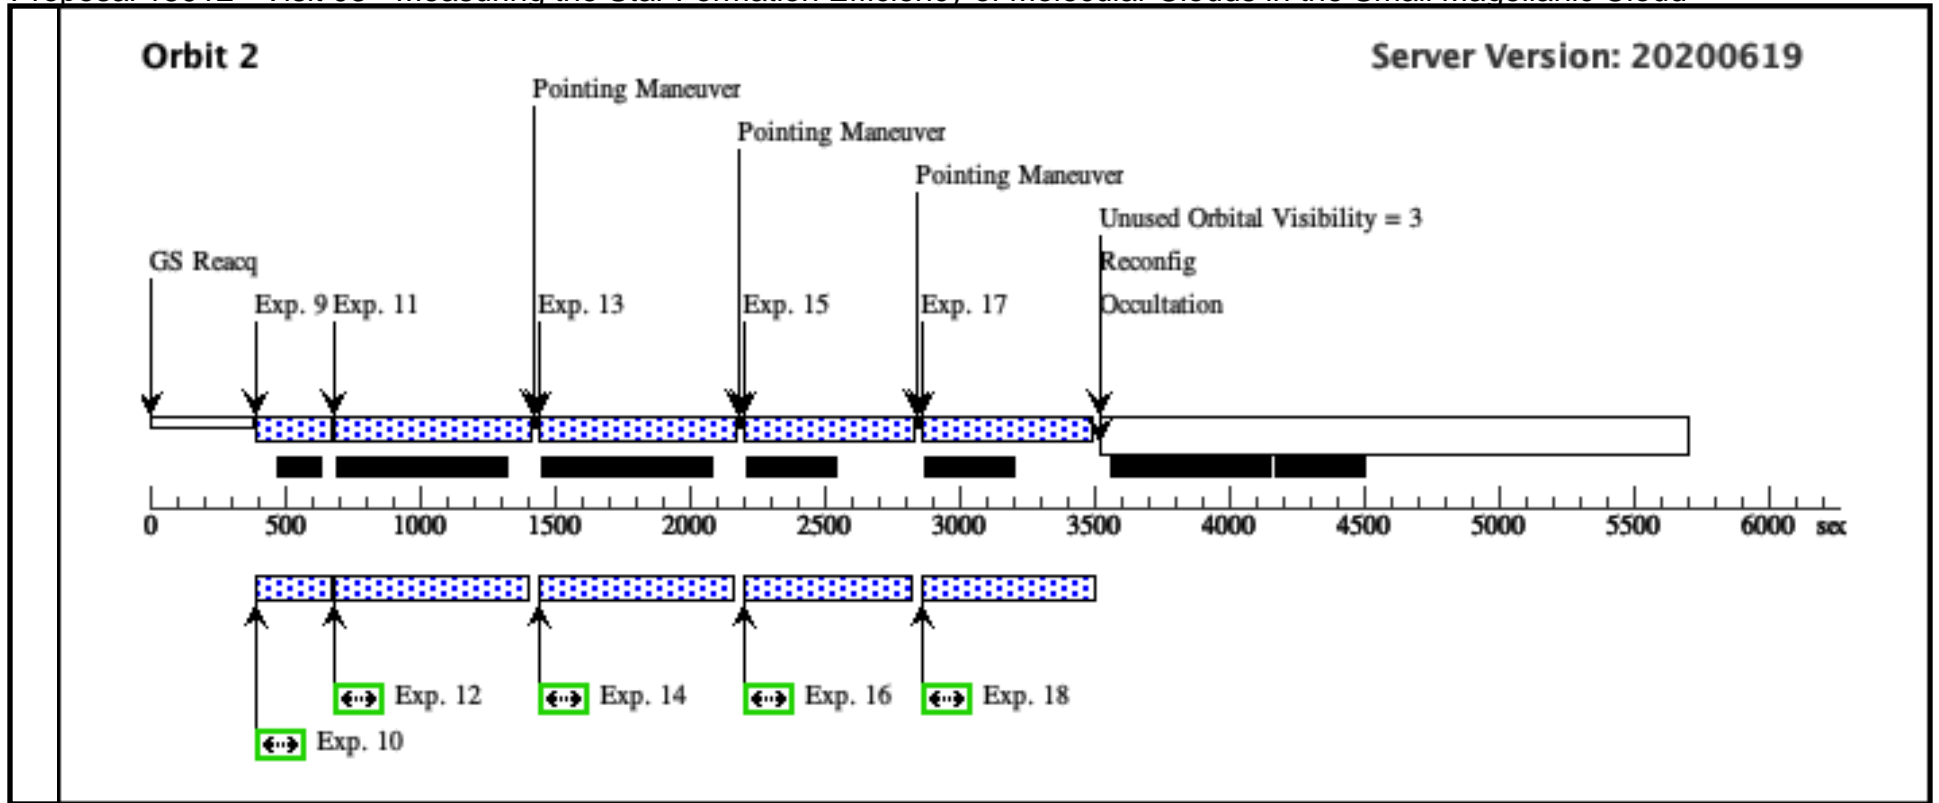 Orbit 2
Server Version: 20200619
Pointing Maneuver
Pointing Maneuver
Pointing Maneuver
Unused Orbital Visibility = 3
GS Reacq
Reconfig
Exp. 9 Exp. 11 Exp. 13 Exp. 15 Exp. 17 Occultation
0 500 1000 1500 2000 2500 3000 3500 4000 4500 5000 5500 6000 sec
Exp. 12 Exp. 14 Exp. 16 Exp. 18
Exp. 10